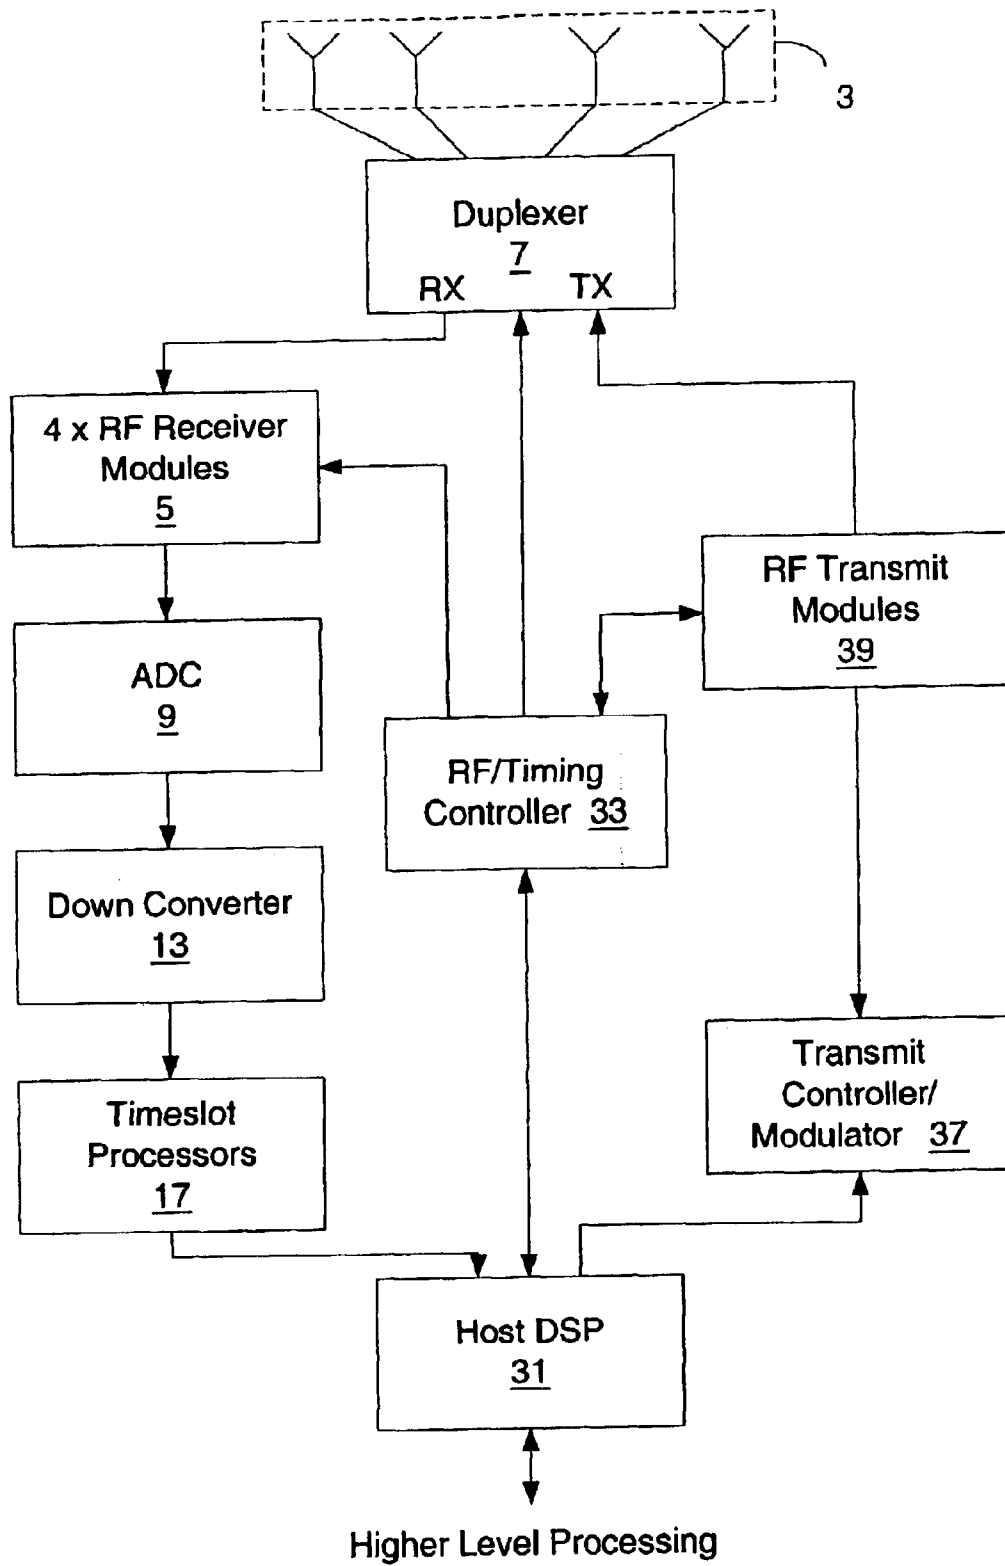 3
Duplexer
7
RX
TX
4 x RF Receiver
Modules
5
RF Transmit
Modules
39
ADC
9
RF/Timing
Controller 33
Down Converter
13
Transmit
Controller/
Modulator 37
Timeslot
Processors
17
Host DSP
31
Higher Level Processing